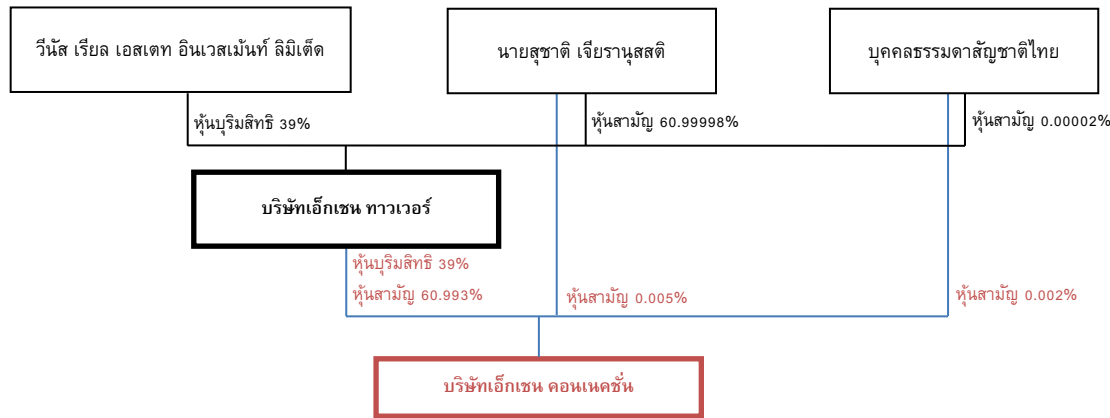 วีนัส เรียล เอสเตท อินเวสเม้นท์ ลิมิเต็ด
นายสุชาติ เจียรานุสสติ
บุคคลธรรมดาสัญชาติไทย
หุ้นบุริมสิทธิ 39%
หุ้นสามัญ 60.99998%
หุ้นสามัญ 0.00002%
บริษัทเอ็กเชน ทาวเวอร์
หุ้นบุริมสิทธิ 39%
หุ้นสามัญ 60.993%
หุ้นสามัญ 0.005%
หุ้นสามัญ 0.002%
บริษัทเอ็กเชน คอนเนคชั่น